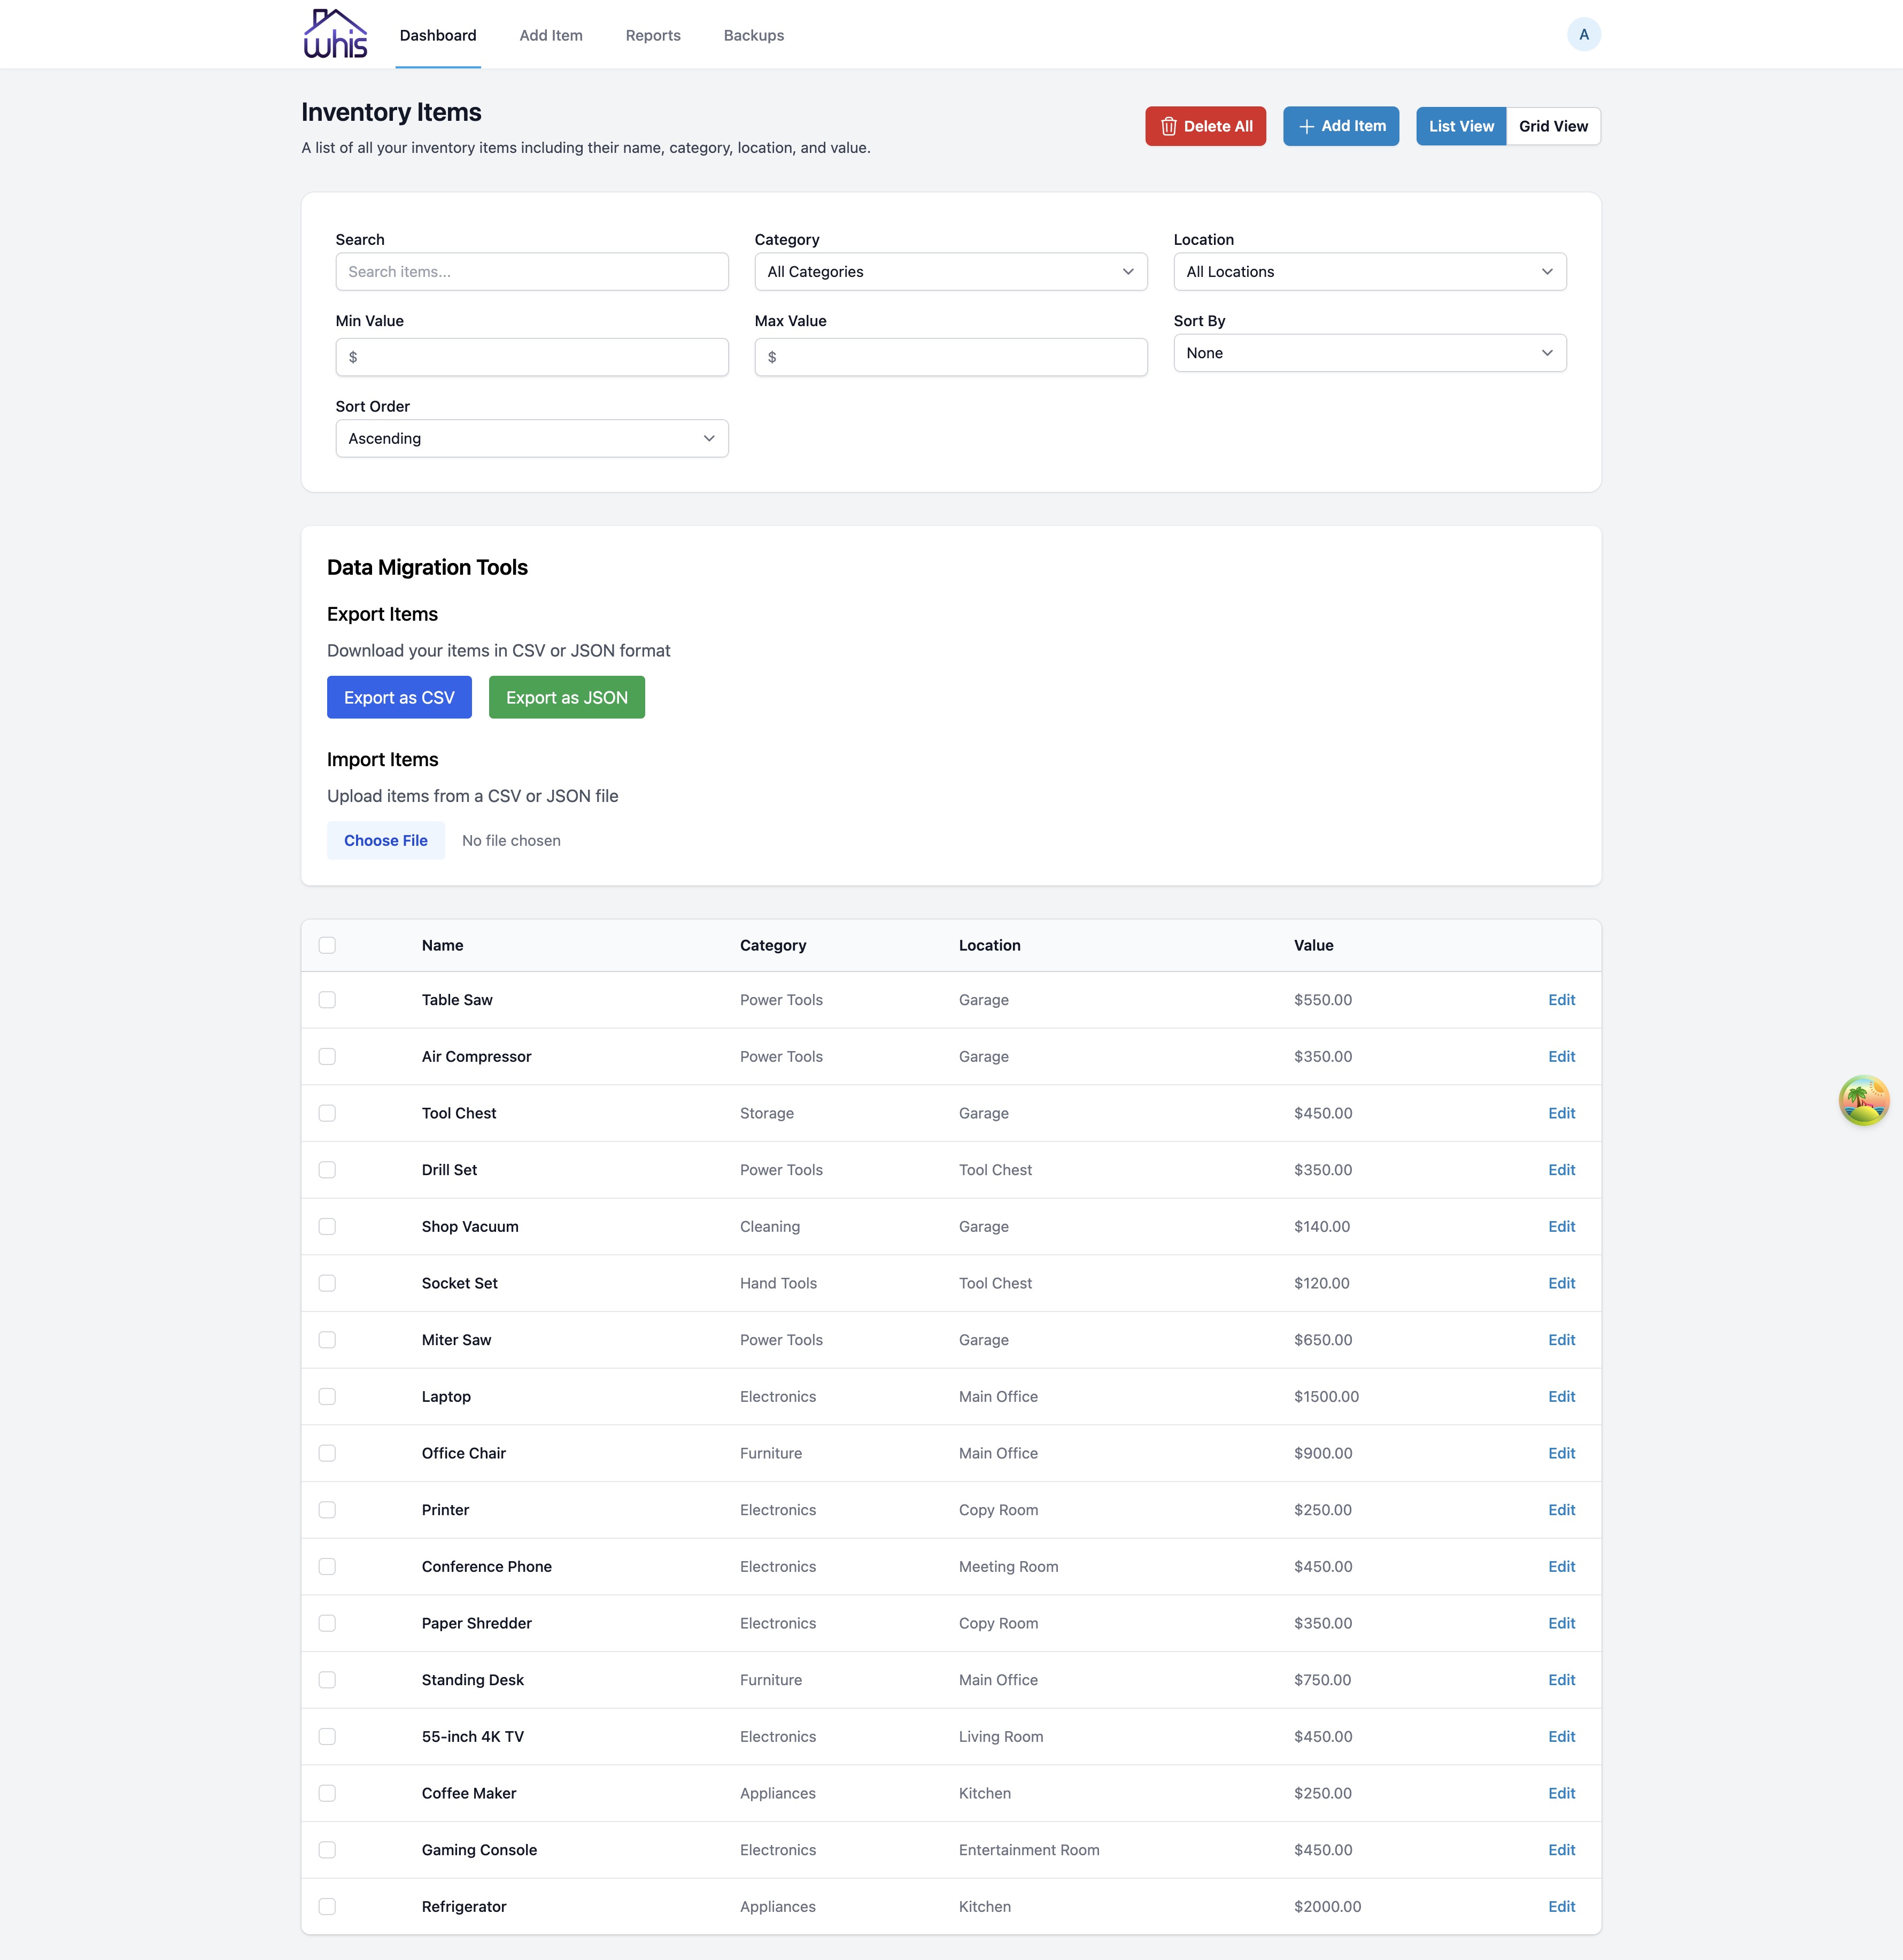 whis
Dashboard Add Item Reports Backups
A
Inventory Items
A list of all your inventory items including their name, category, location, and value.
Delete All Add Item List View Grid View
Search Category Location
Search items... All Categories All Locations
Min Value Max Value Sort By
$ $ None
Sort Order
Ascending
Data Migration Tools
Export Items
Download your items in CSV or JSON format
Export as CSV Export as JSON
Import Items
Upload items from a CSV or JSON file
Choose File No file chosen
Name Category Location Value
Table Saw Power Tools Garage $550.00 Edit
Air Compressor Power Tools Garage $350.00 Edit
Tool Chest Storage Garage $450.00 Edit
Drill Set Power Tools Tool Chest $350.00 Edit
Shop Vacuum Cleaning Garage $140.00 Edit
Socket Set Hand Tools Tool Chest $120.00 Edit
Miter Saw Power Tools Garage $650.00 Edit
Laptop Electronics Main Office $1500.00 Edit
Office Chair Furniture Main Office $900.00 Edit
Printer Electronics Copy Room $250.00 Edit
Conference Phone Electronics Meeting Room $450.00 Edit
Paper Shredder Electronics Copy Room $350.00 Edit
Standing Desk Furniture Main Office $750.00 Edit
55-inch 4K TV Electronics Living Room $450.00 Edit
Coffee Maker Appliances Kitchen $250.00 Edit
Gaming Console Electronics Entertainment Room $450.00 Edit
Refrigerator Appliances Kitchen $2000.00 Edit